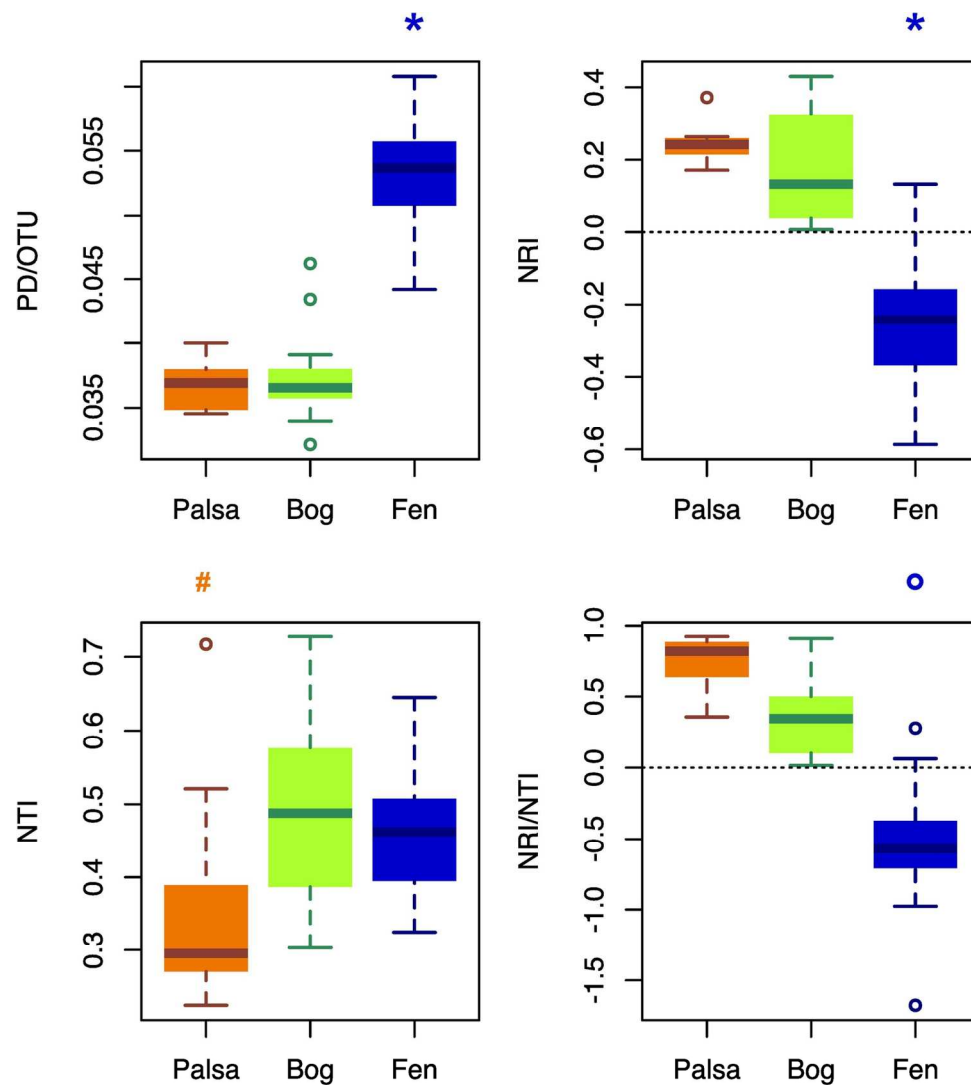 *
PD/OTU
0.055
0.045
0.035
Palsa Bog Fen
*
NRI
0.4
0.2
0.0
-0.2
-0.4
-0.6
Palsa Bog Fen
#
NTI
0.7
0.6
0.5
0.4
0.3
Palsa Bog Fen
NRI/NTI
1.0
0.5
0.0
-0.5
-1.0
-1.5
Palsa Bog Fen